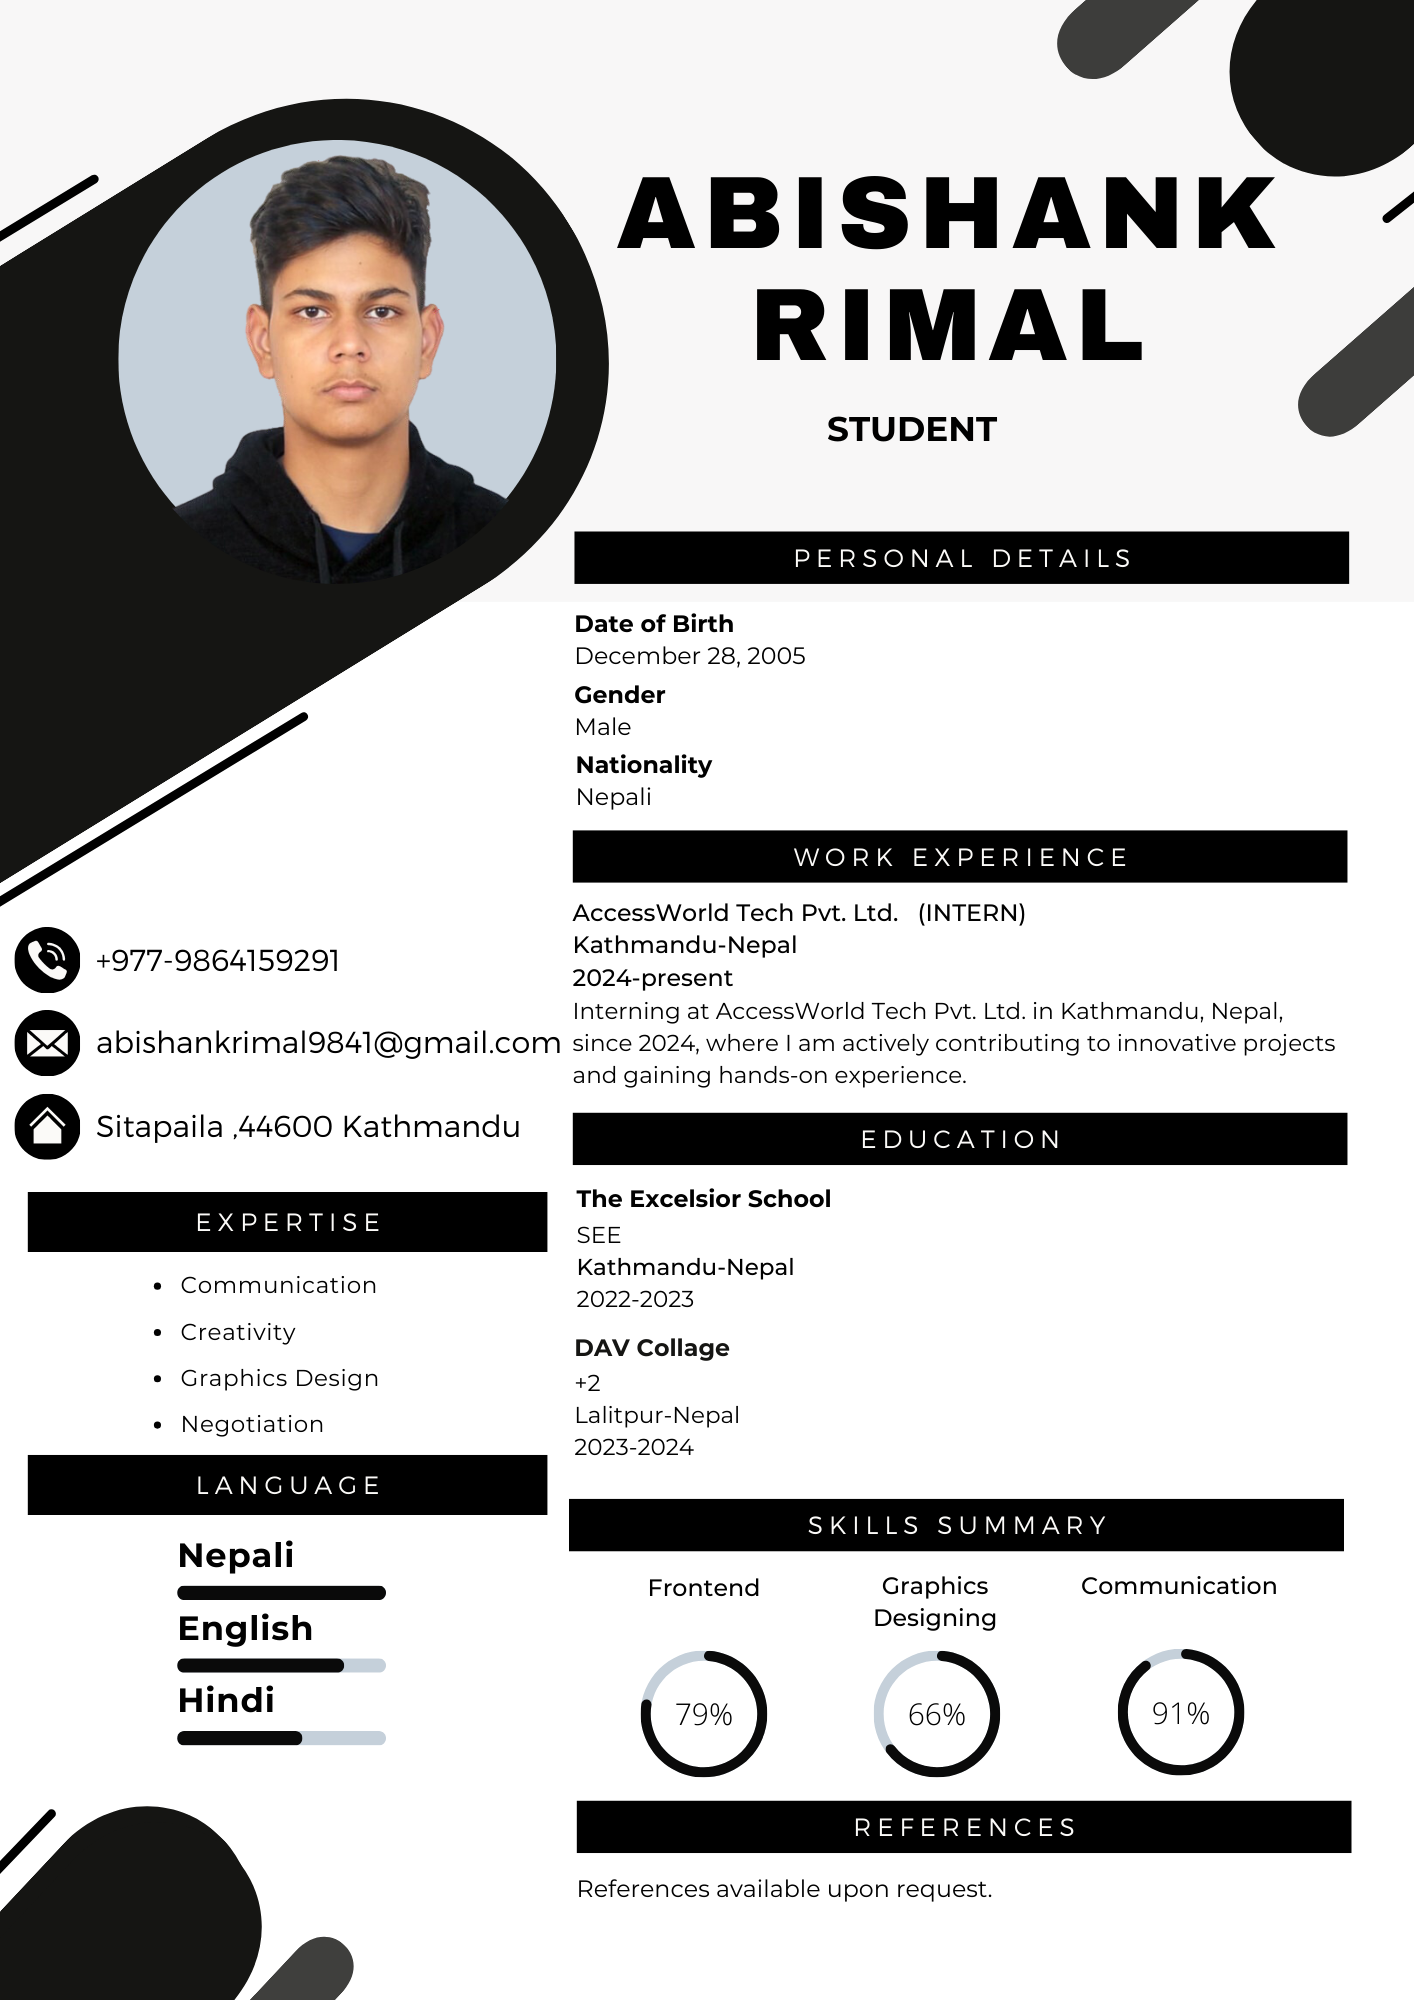 ABISHANK
RIMAL
STUDENT
PERSONAL DETAILS
Date of Birth
December 28, 2005
Gender
Male
Nationality
Nepali
WORK EXPERIENCE
AccessWorld Tech Pvt. Ltd. (INTERN)
Kathmandu-Nepal
2024-present
Interning at AccessWorld Tech Pvt. Ltd. in Kathmandu, Nepal,
since 2024, where I am actively contributing to innovative projects
and gaining hands-on experience.
EDUCATION
The Excelsior School
SEE
Kathmandu-Nepal
2022-2023
DAV Collage
+2
Lalitpur-Nepal
2023-2024
SKILLS SUMMARY
Frontend
79%
Graphics
Designing
66%
Communication
91%
REFERENCES
References available upon request.
+977-9864159291
abishankrimal9841@gmail.com
Sitapaila ,44600 Kathmandu
EXPERTISE
• Communication
• Creativity
• Graphics Design
• Negotiation
LANGUAGE
Nepali
English
Hindi